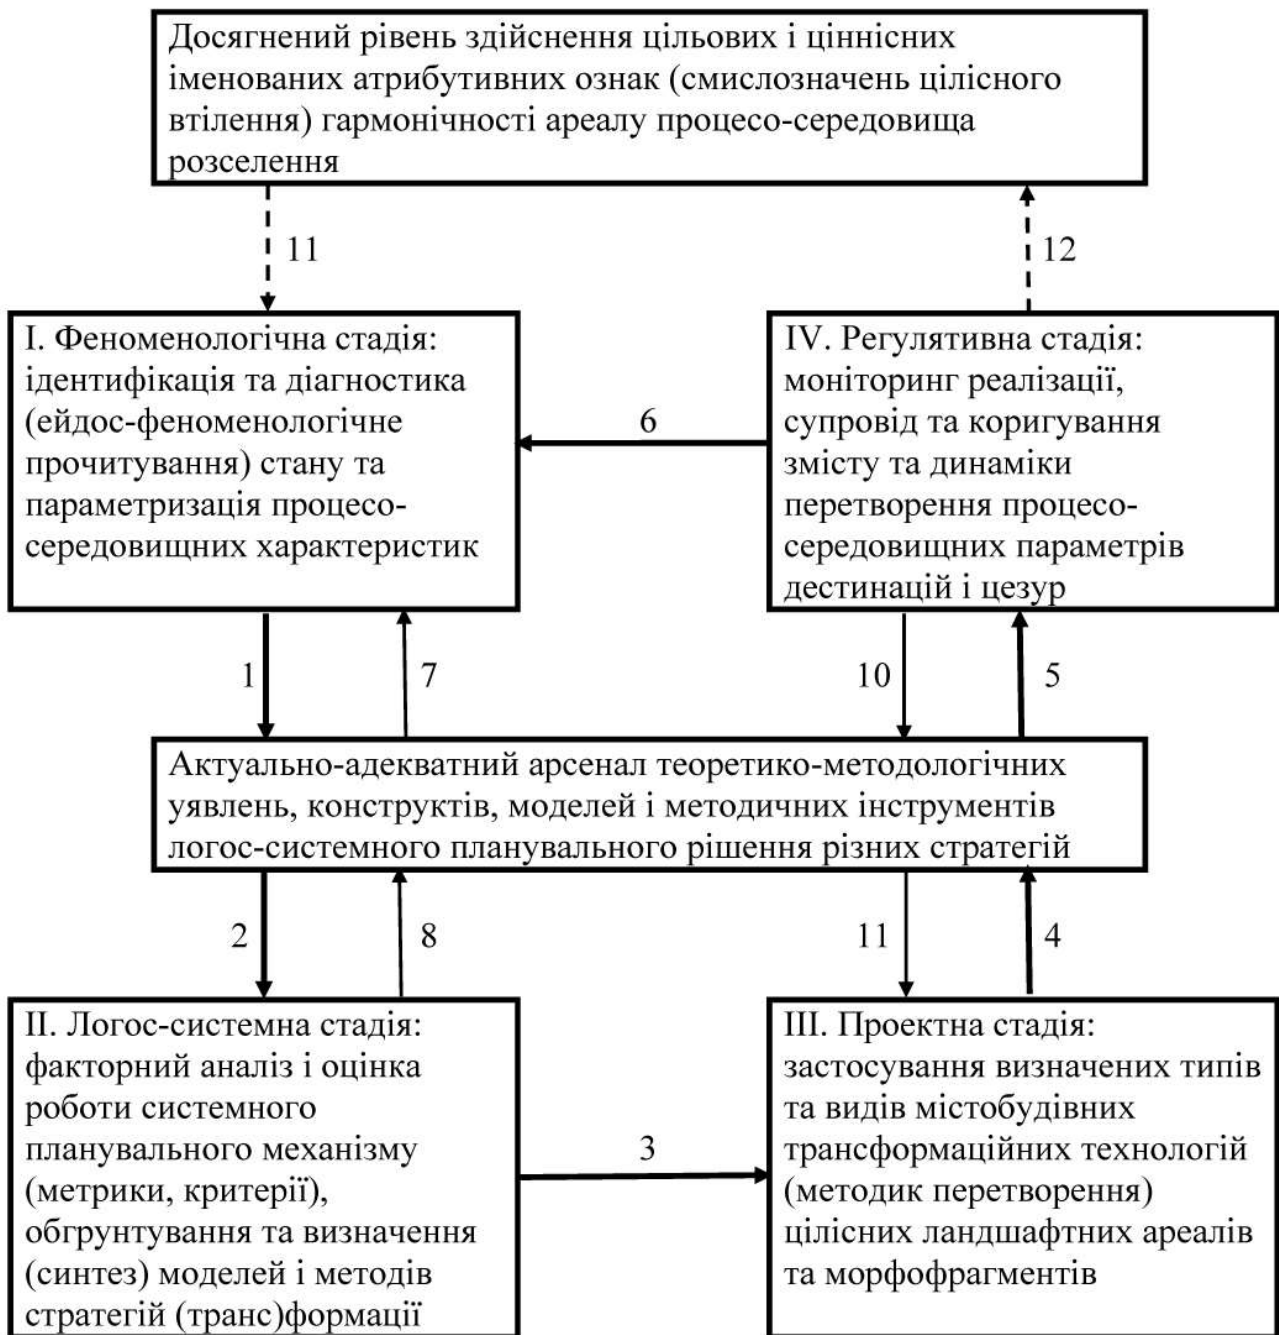 Досягнений рівень здійснення цільових і ціннісних
іменованих атрибутивних ознак (смислозначень цілісного
втілення) гармонічності ареалу процесо-середовища
розселення
11
12
І. Феноменологічна стадія:
ідентифікація та діагностика
(ейдос-феноменологічне
прочитування) стану та
параметризація процесо-
середовищних характеристик
6
IV. Регулятивна стадія:
моніторинг реалізації,
супровід та коригування
змісту та динаміки
перетворення процесо-
середовищних параметрів
дестинацій і цезур
1
7
10
5
Актуально-адекватний арсенал теоретико-методологічних
уявлень, конструктів, моделей і методичних інструментів
логос-системного планувального рішення різних стратегій
2
8
11
4
ІІ. Логос-системна стадія:
факторний аналіз і оцінка
роботи системного
планувального механізму
(метрики, критерії),
обгрунтування та визначення
(синтез) моделей і методів
стратегій (транс)формації
3
ІІІ. Проектна стадія:
застосування визначених типів
та видів містобудівних
трансформаційних технологій
(методик перетворення)
цілісних ландшафтних ареалів
та морфофрагментів